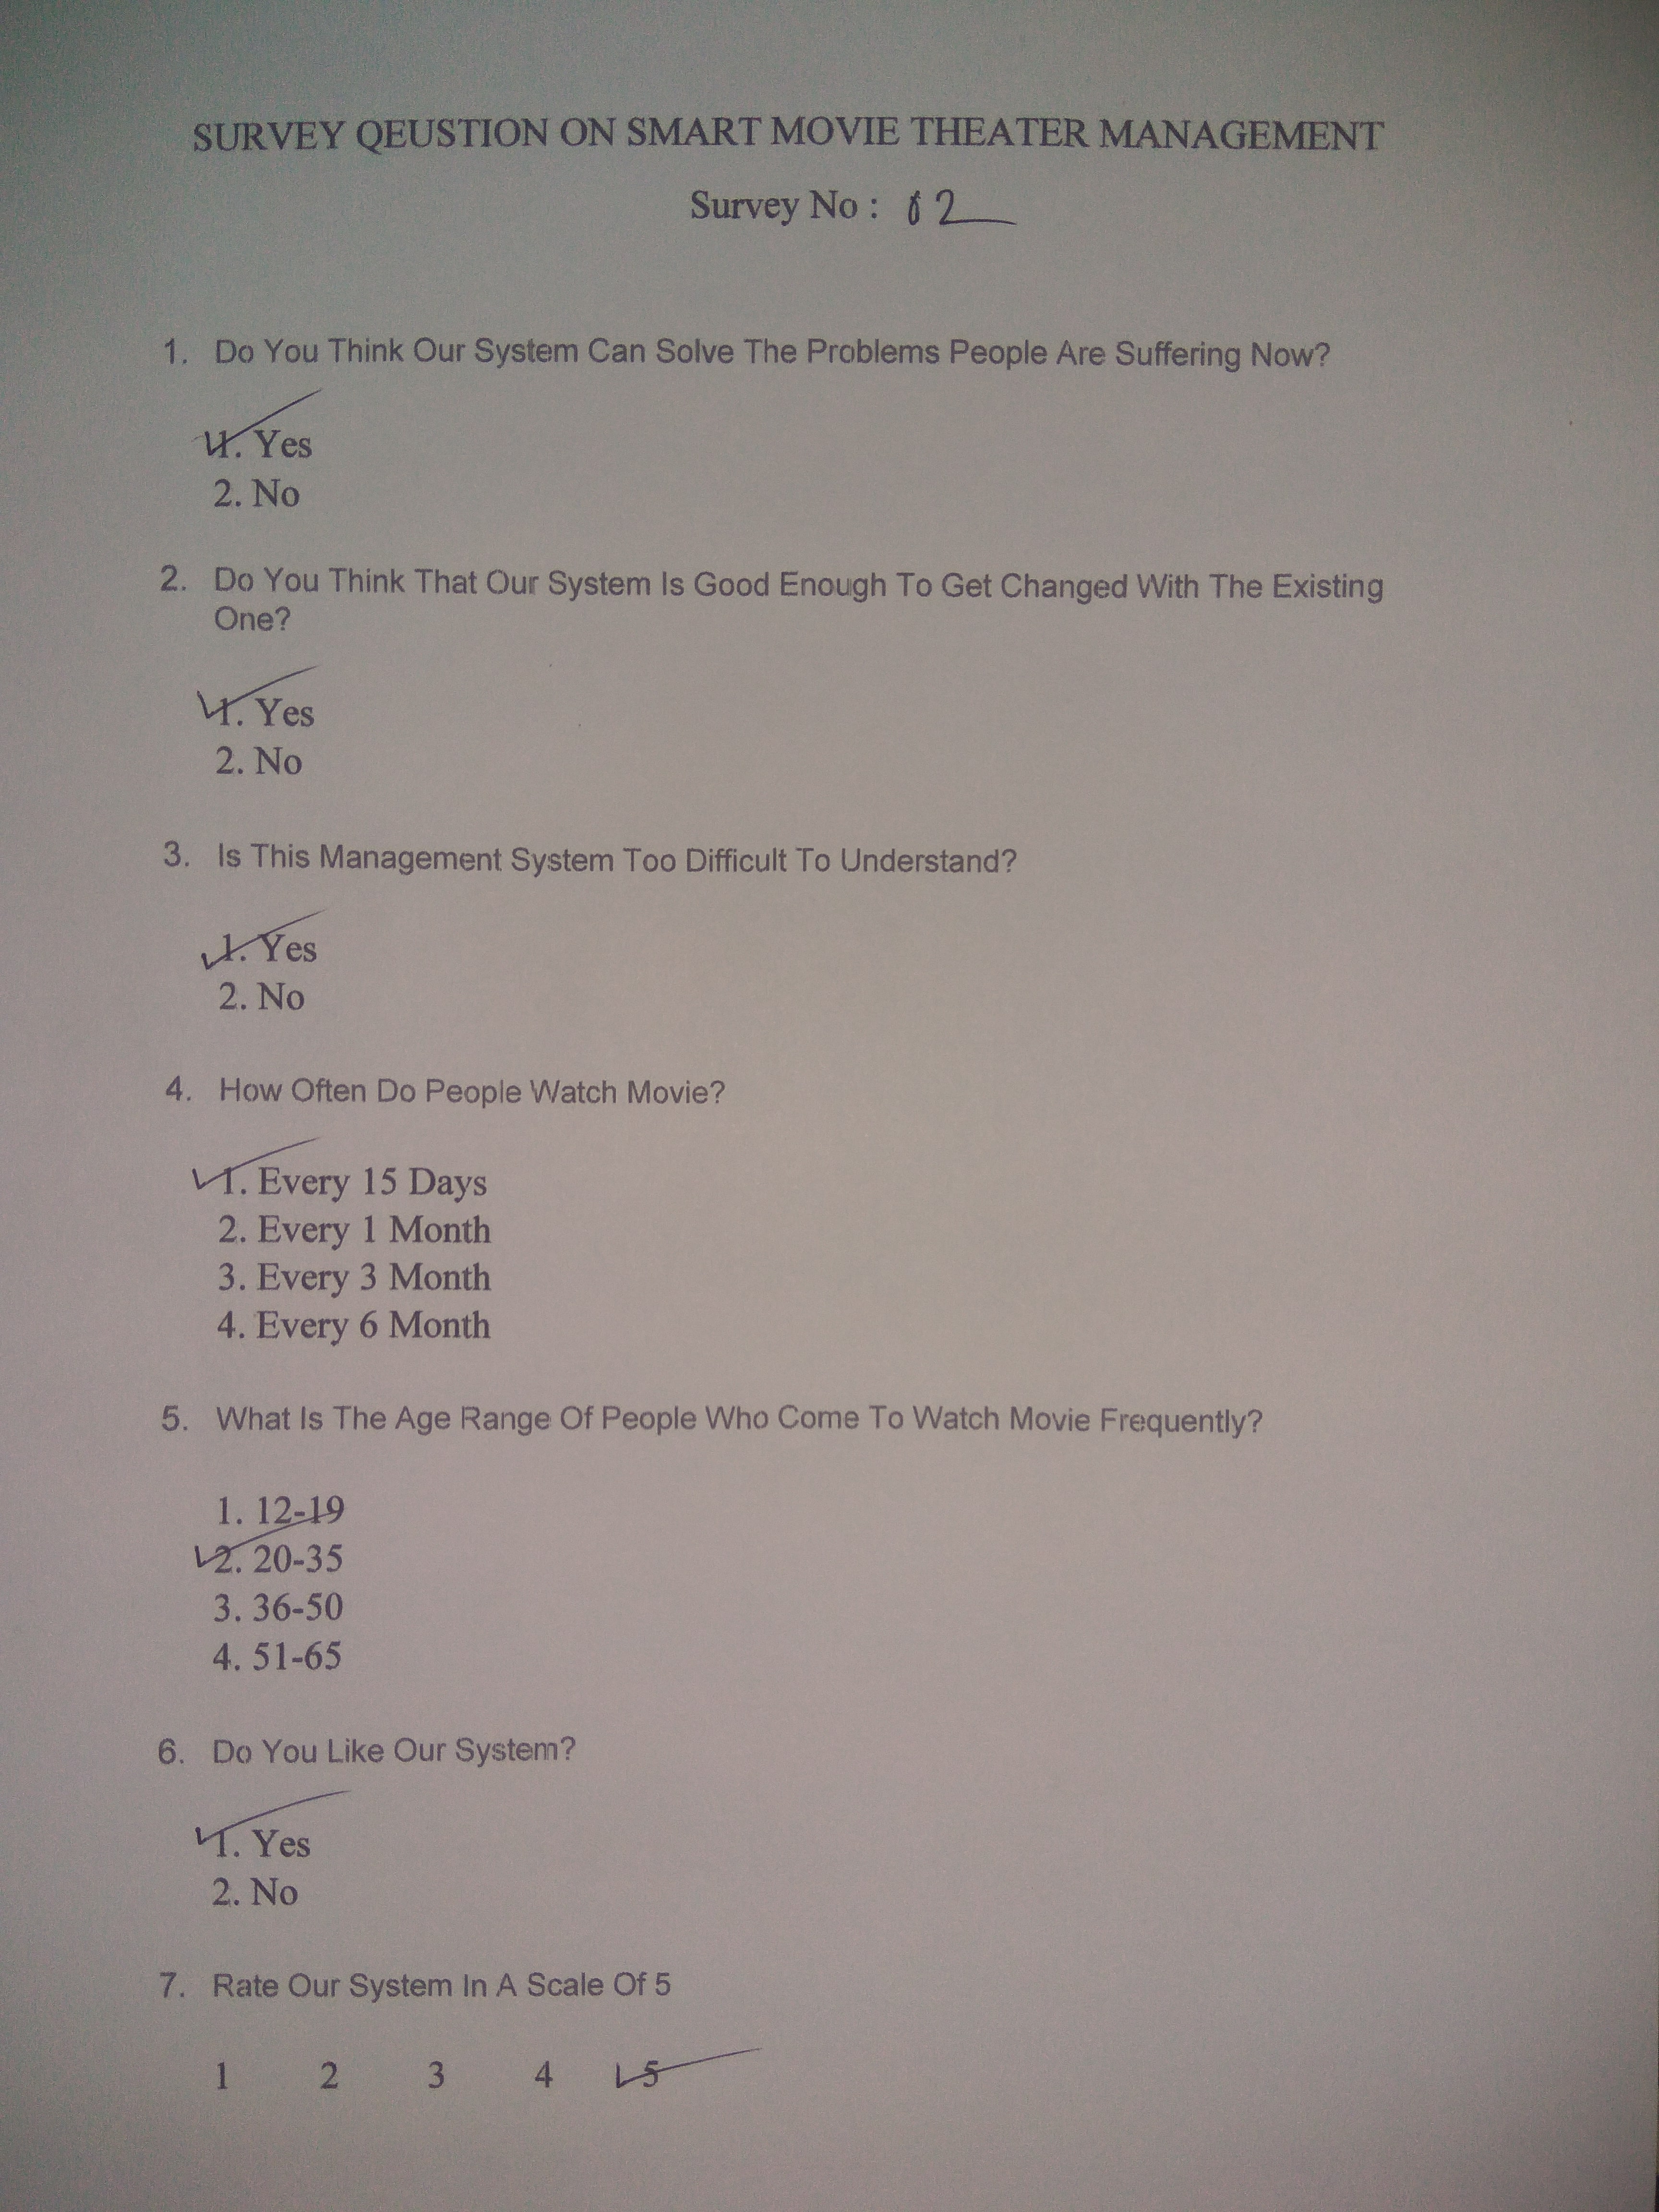 SURVEY QEUSTION ON SMART MOVIE THEATER MANAGEMENT
Survey No : 02
1. Do You Think Our System Can Solve The Problems People Are Suffering Now?
1. Yes
2. No
2. Do You Think That Our System Is Good Enough To Get Changed With The Existing
One?
1. Yes
2. No
3. Is This Management System Too Difficult To Understand?
1. Yes
2. No
4. How Often Do People Watch Movie?
1. Every 15 Days
2. Every 1 Month
3. Every 3 Month
4. Every 6 Month
5. What Is The Age Range Of People Who Come To Watch Movie Frequently?
1. 12-19
2. 20-35
3. 36-50
4. 51-65
6. Do You Like Our System?
1. Yes
2. No
7. Rate Our System In A Scale Of 5
1 2 3 4 5